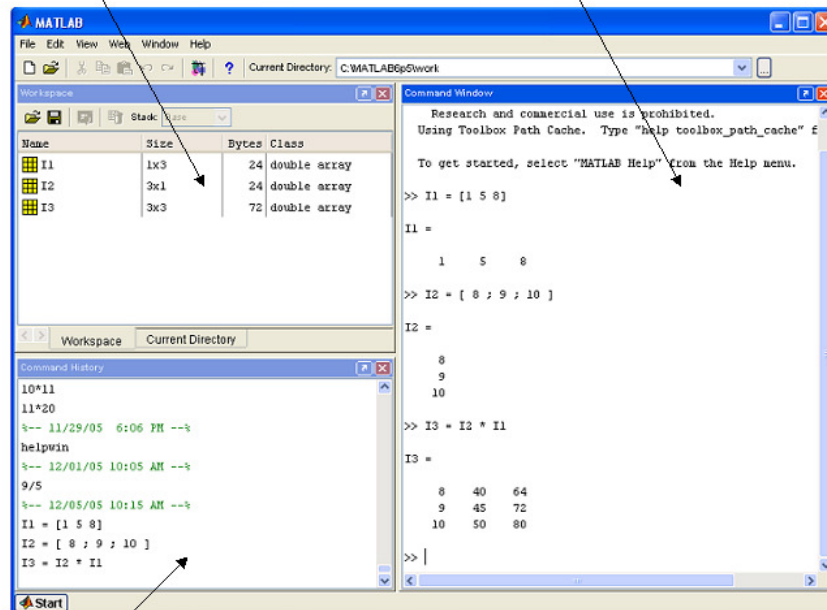 MATLAB
File Edit View Web Window Help
? Current Directory: C:\MATLAB6p5\work
Workspace
Stack: Base
Name Size Bytes Class
I1 1x3 24 double array
I2 3x1 24 double array
I3 3x3 72 double array
Workspace Current Directory
Command History
10*11
11*20
%-- 11/29/05 6:06 PM --%
helpwin
%-- 12/01/05 10:05 AM --%
9/5
%-- 12/05/05 10:15 AM --%
I1 = [1 5 8]
I2 = [ 8 ; 9 ; 10 ]
I3 = I2 * I1
Command Window
Research and commercial use is prohibited.
Using Toolbox Path Cache. Type "help toolbox_path_cache" f
To get started, select "MATLAB Help" from the Help menu.
>> I1 = [1 5 8]
I1 =
1 5 8
>> I2 = [ 8 ; 9 ; 10 ]
I2 =
8
9
10
>> I3 = I2 * I1
I3 =
8 40 64
9 45 72
10 50 80
>>
Start